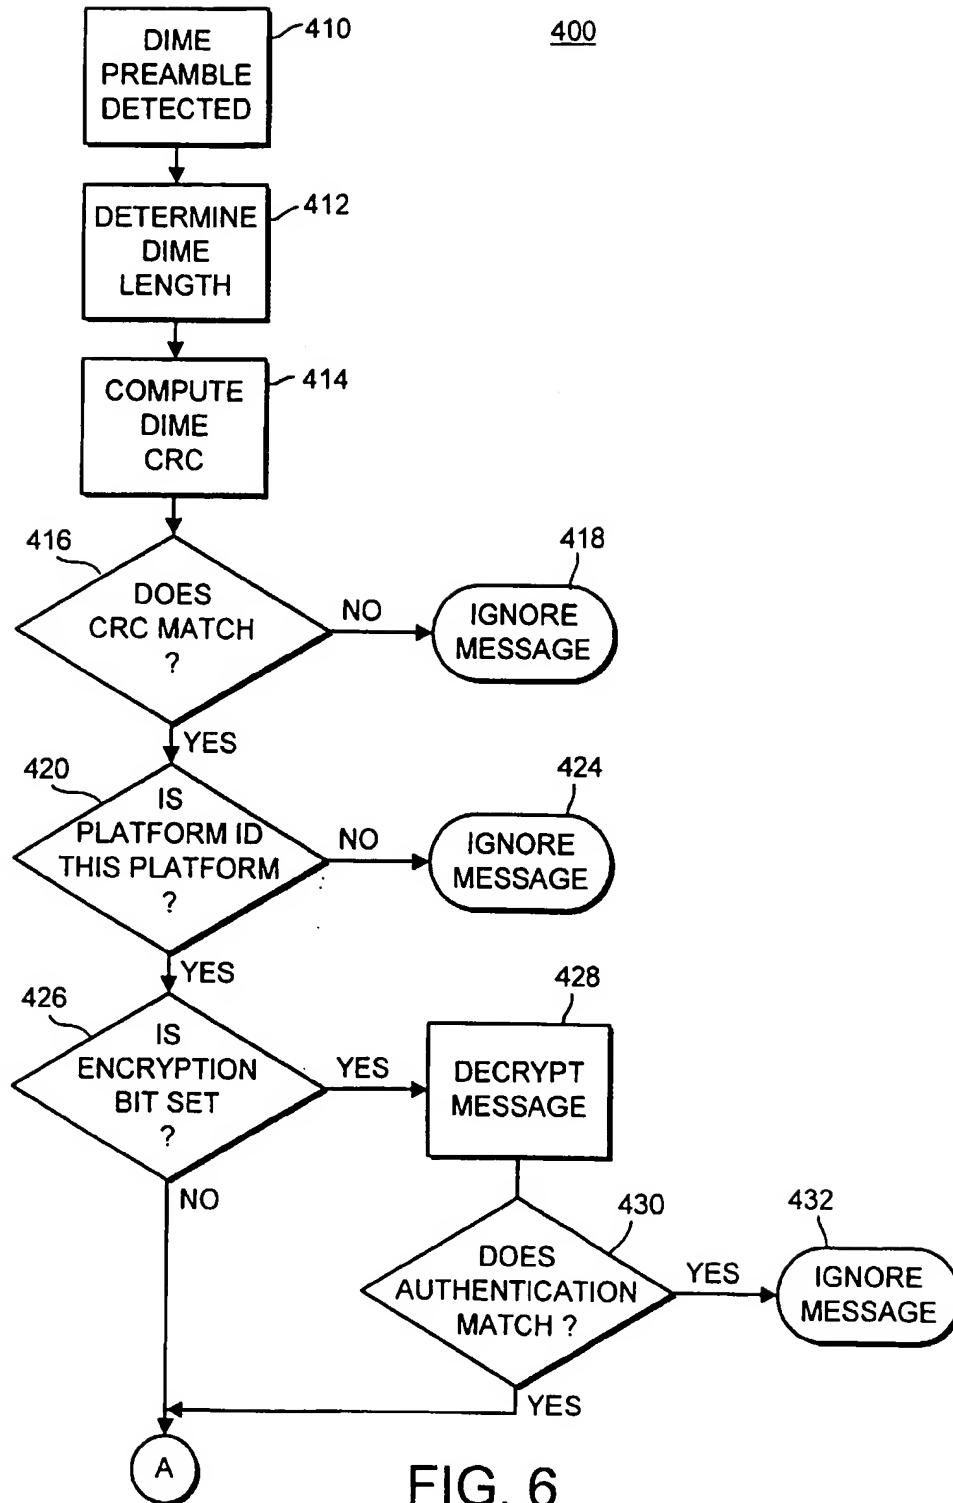 400
410
DIME
PREAMBLE
DETECTED
412
DETERMINE
DIME
LENGTH
414
COMPUTE
DIME
CRC
416
DOES
CRC MATCH
?
NO
418
IGNORE
MESSAGE
YES
420
IS
PLATFORM ID
THIS PLATFORM
?
NO
424
IGNORE
MESSAGE
YES
426
IS
ENCRYPTION
BIT SET
?
YES
428
DECRYPT
MESSAGE
NO
430
DOES
AUTHENTICATION
MATCH ?
YES
432
IGNORE
MESSAGE
YES
A
FIG. 6